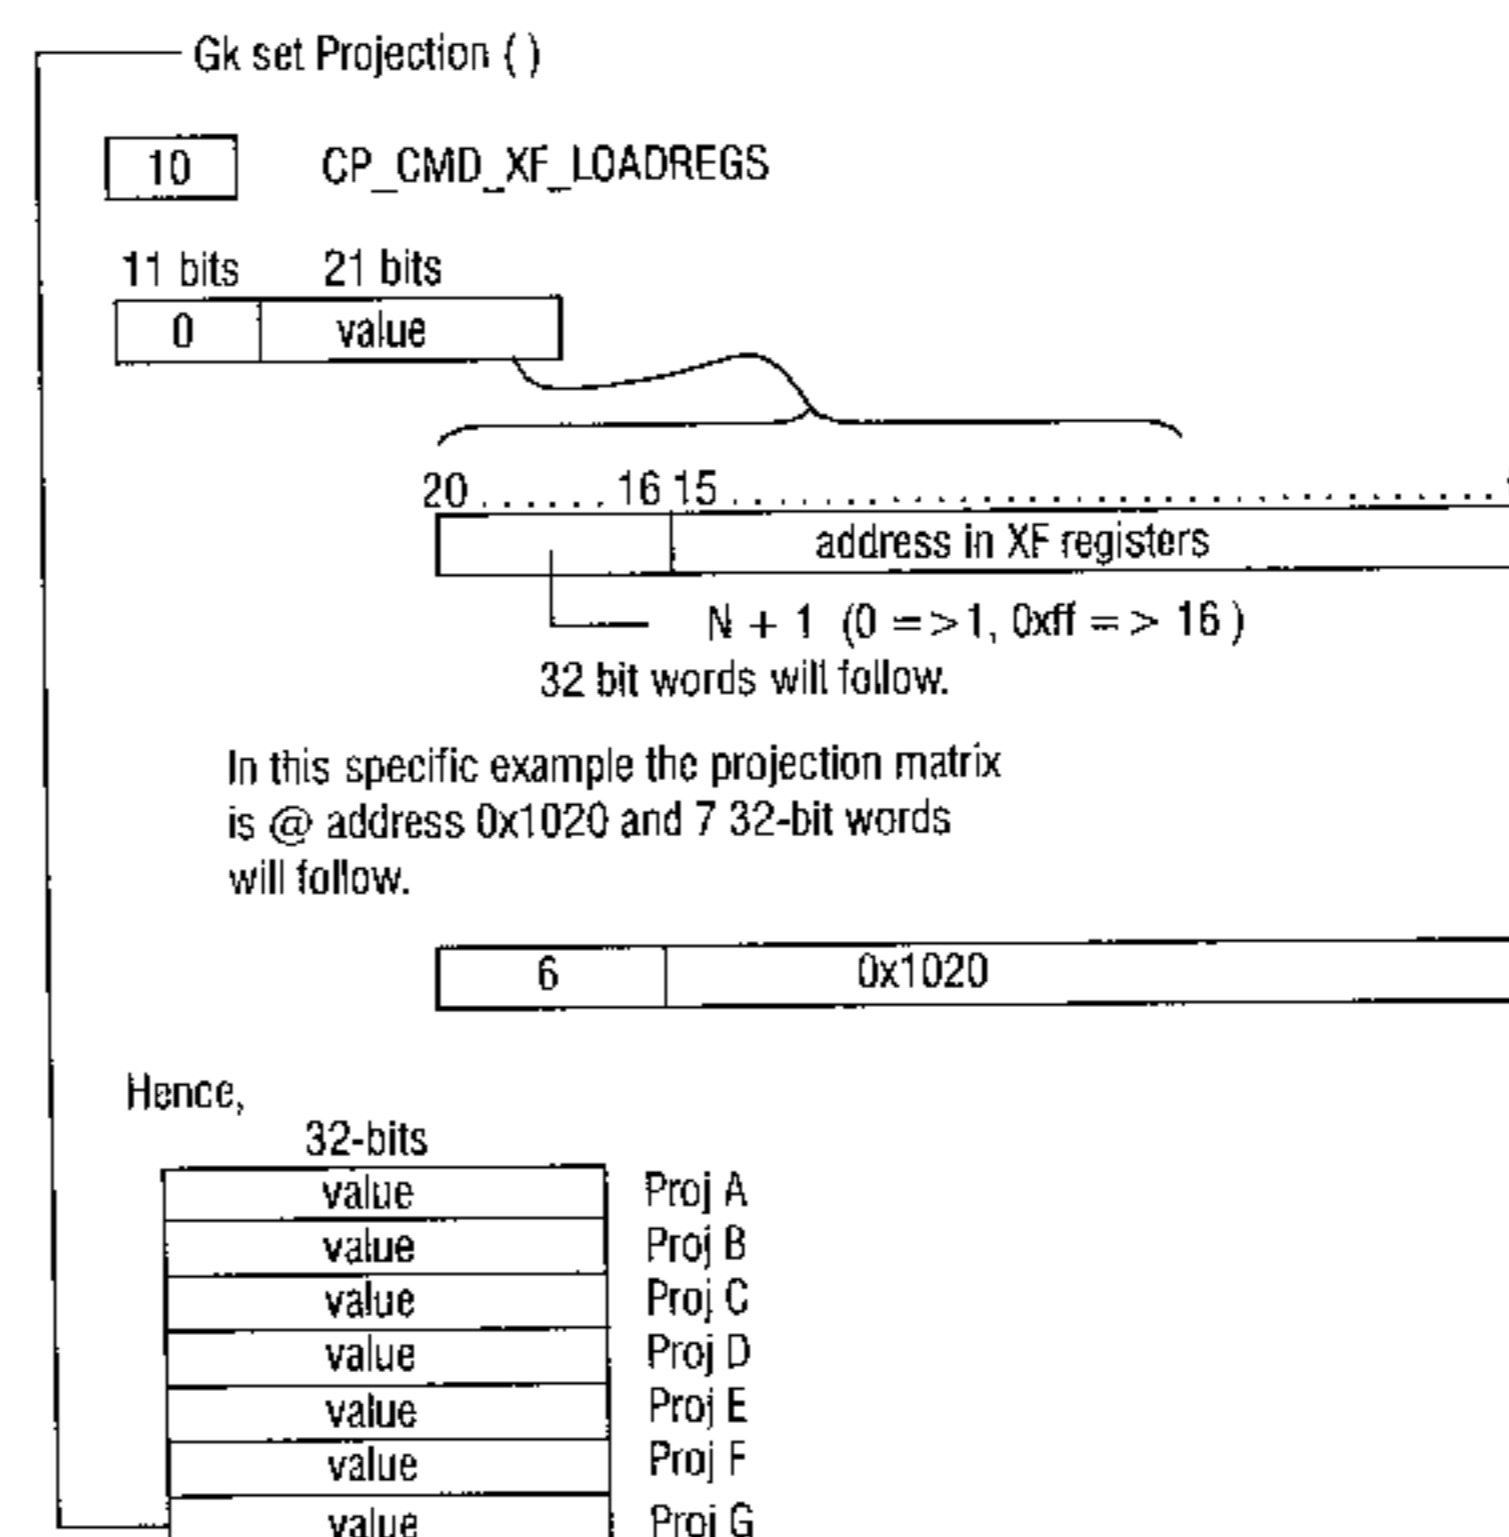 Gk set Projection ( )
10 CP_CMD_XF_LOADREGS
11 bits 21 bits
0 value
20 . . . . . . 16 15 . . . . . . . . . . . . . . . . . . . . . . . . . . .
address in XF registers
N + 1 (0 = >1, 0xff = > 16 )
32 bit words will follow.
In this specific example the projection matrix
is @ address 0x1020 and 7 32-bit words
will follow.
6 0x1020
Hence,
32-bits
value Proj A
value Proj B
value Proj C
value Proj D
value Proj E
value Proj F
value Proj G